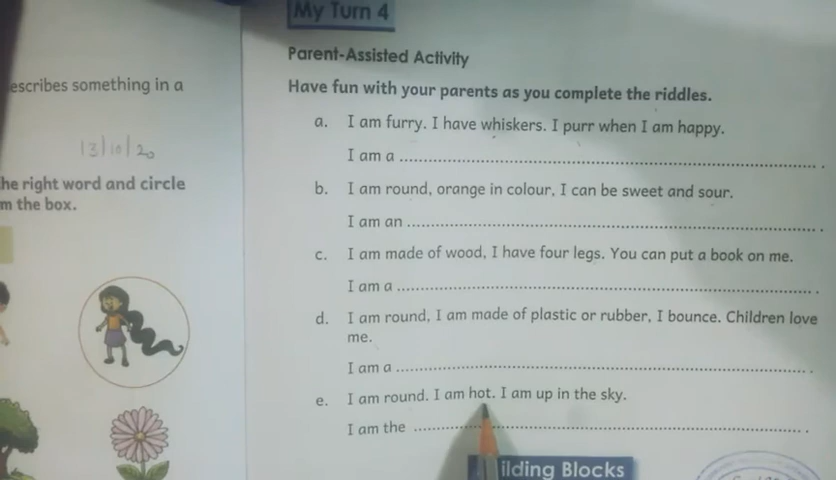 My Turn 4
Parent-Assisted Activity
Have fun with your parents as you complete the riddles.
a. I am furry. I have whiskers. I purr when I am happy.
I am a ..........................................................................
b. I am round, orange in colour, I can be sweet and sour.
I am an ..........................................................................
c. I am made of wood, I have four legs. You can put a book on me.
I am a ..........................................................................
d. I am round, I am made of plastic or rubber, I bounce. Children love
me.
I am a ..........................................................................
e. I am round. I am hot. I am up in the sky.
I am the ..........................................................................
ilding Blocks
escribes something in a
13/10/20
he right word and circle
m the box.